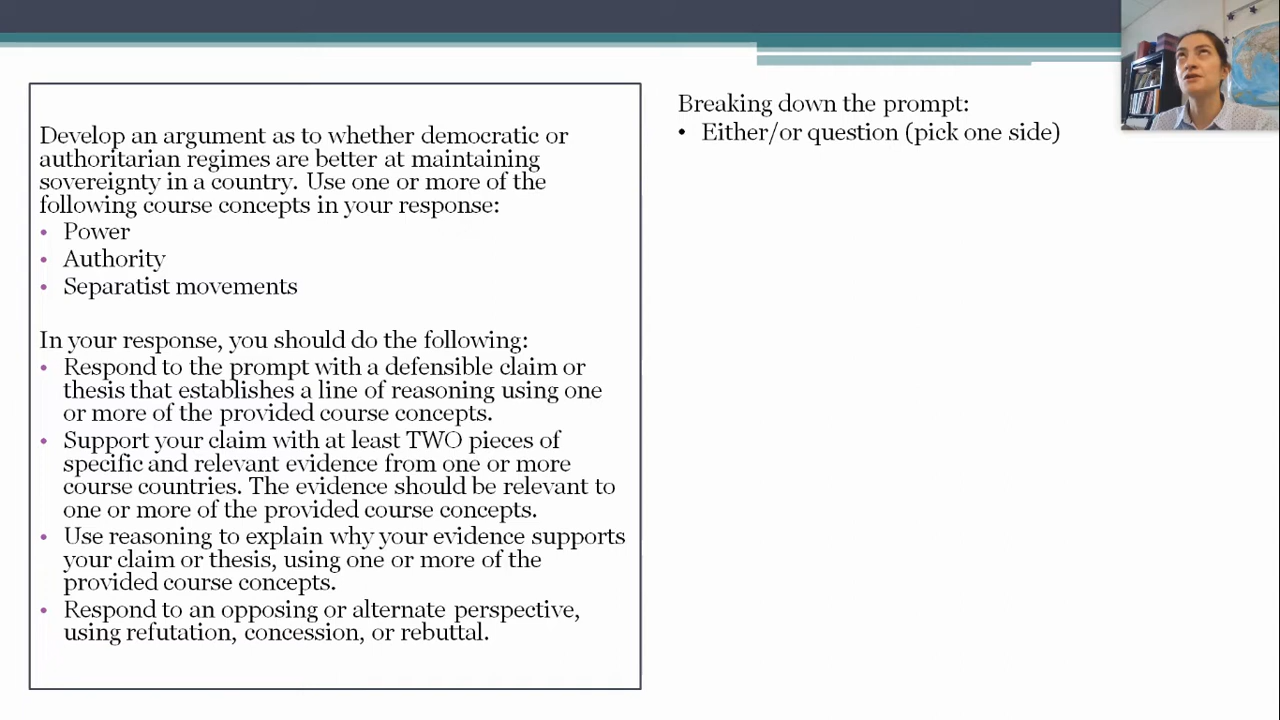 Develop an argument as to whether democratic or
authoritarian regimes are better at maintaining
sovereignty in a country. Use one or more of the
following course concepts in your response:
• Power
• Authority
• Separatist movements
In your response, you should do the following:
• Respond to the prompt with a defensible claim or
thesis that establishes a line of reasoning using one
or more of the provided course concepts.
• Support your claim with at least TWO pieces of
specific and relevant evidence from one or more
course countries. The evidence should be relevant to
one or more of the provided course concepts.
• Use reasoning to explain why your evidence supports
your claim or thesis, using one or more of the
provided course concepts.
• Respond to an opposing or alternate perspective,
using refutation, concession, or rebuttal.
Breaking down the prompt:
• Either/or question (pick one side)